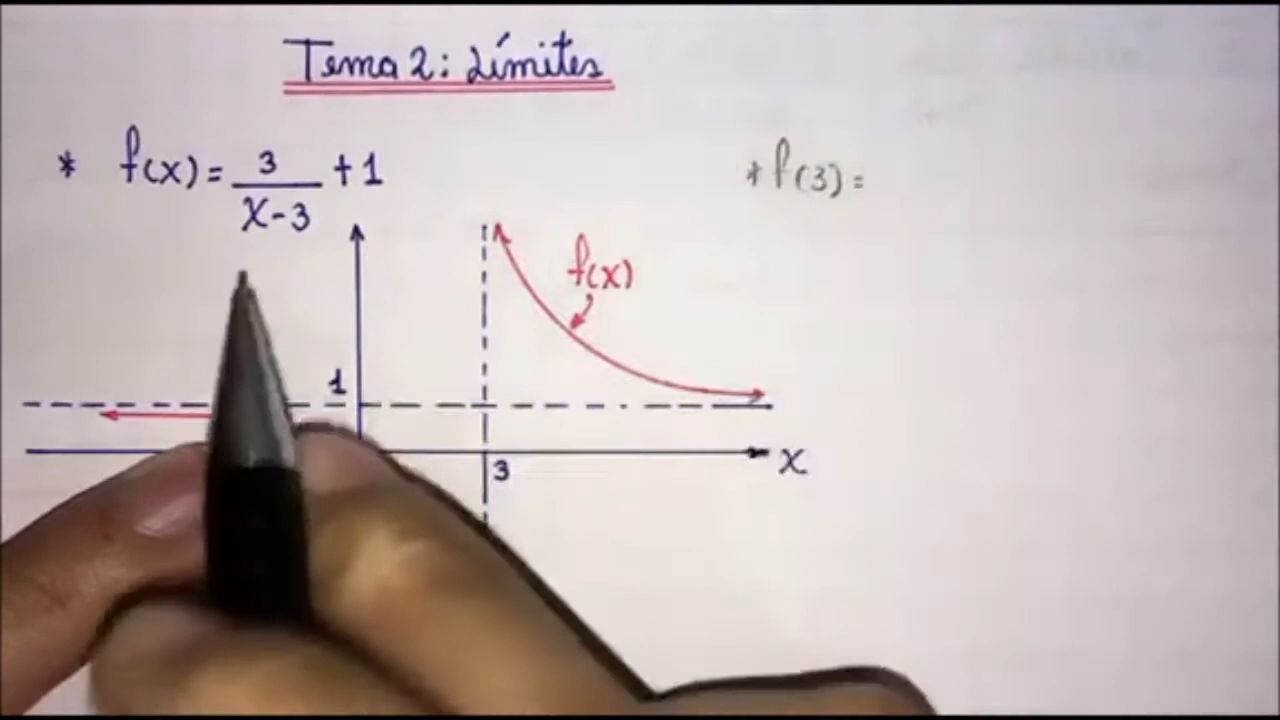 Tema 2: Límites
* f(x) = 3/(x-3) + 1
* f(3) =
f(x)
1
3
x